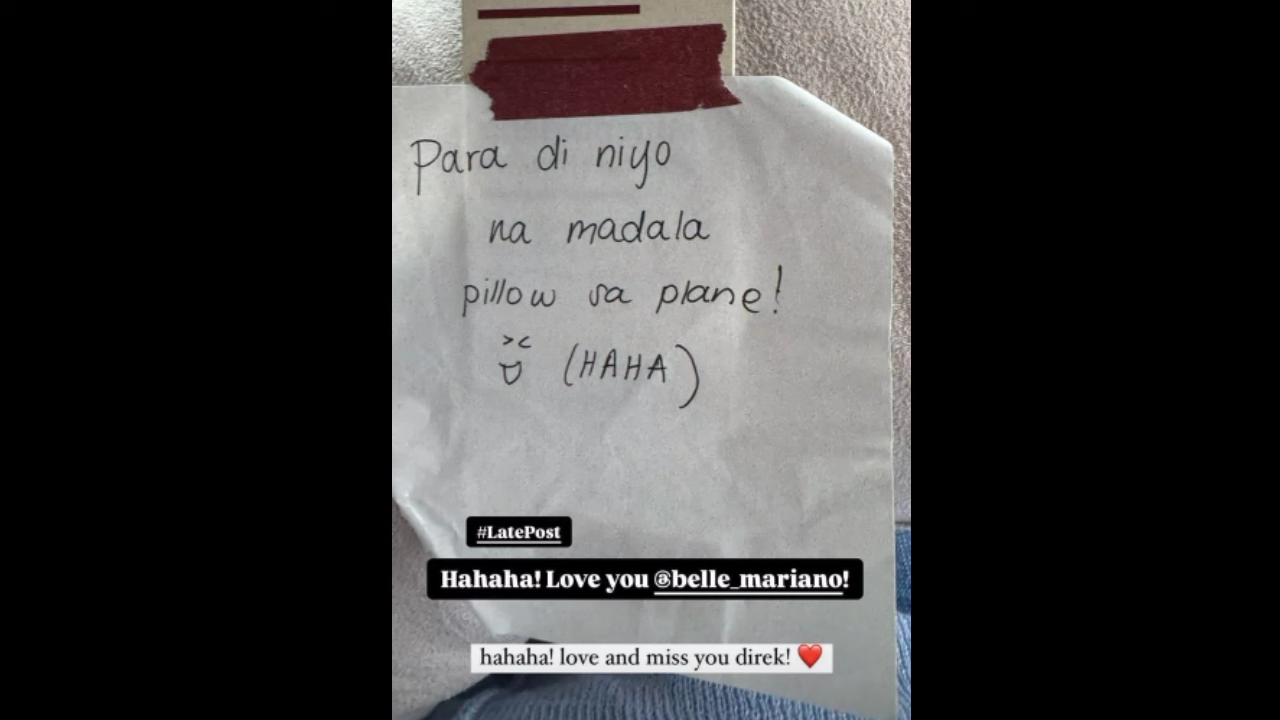 Para di niyo
na madala
pillow sa plane!
(HAHA)
#LatePost
Hahaha! Love you @belle_mariano!
hahaha! love and miss you direk! ❤️